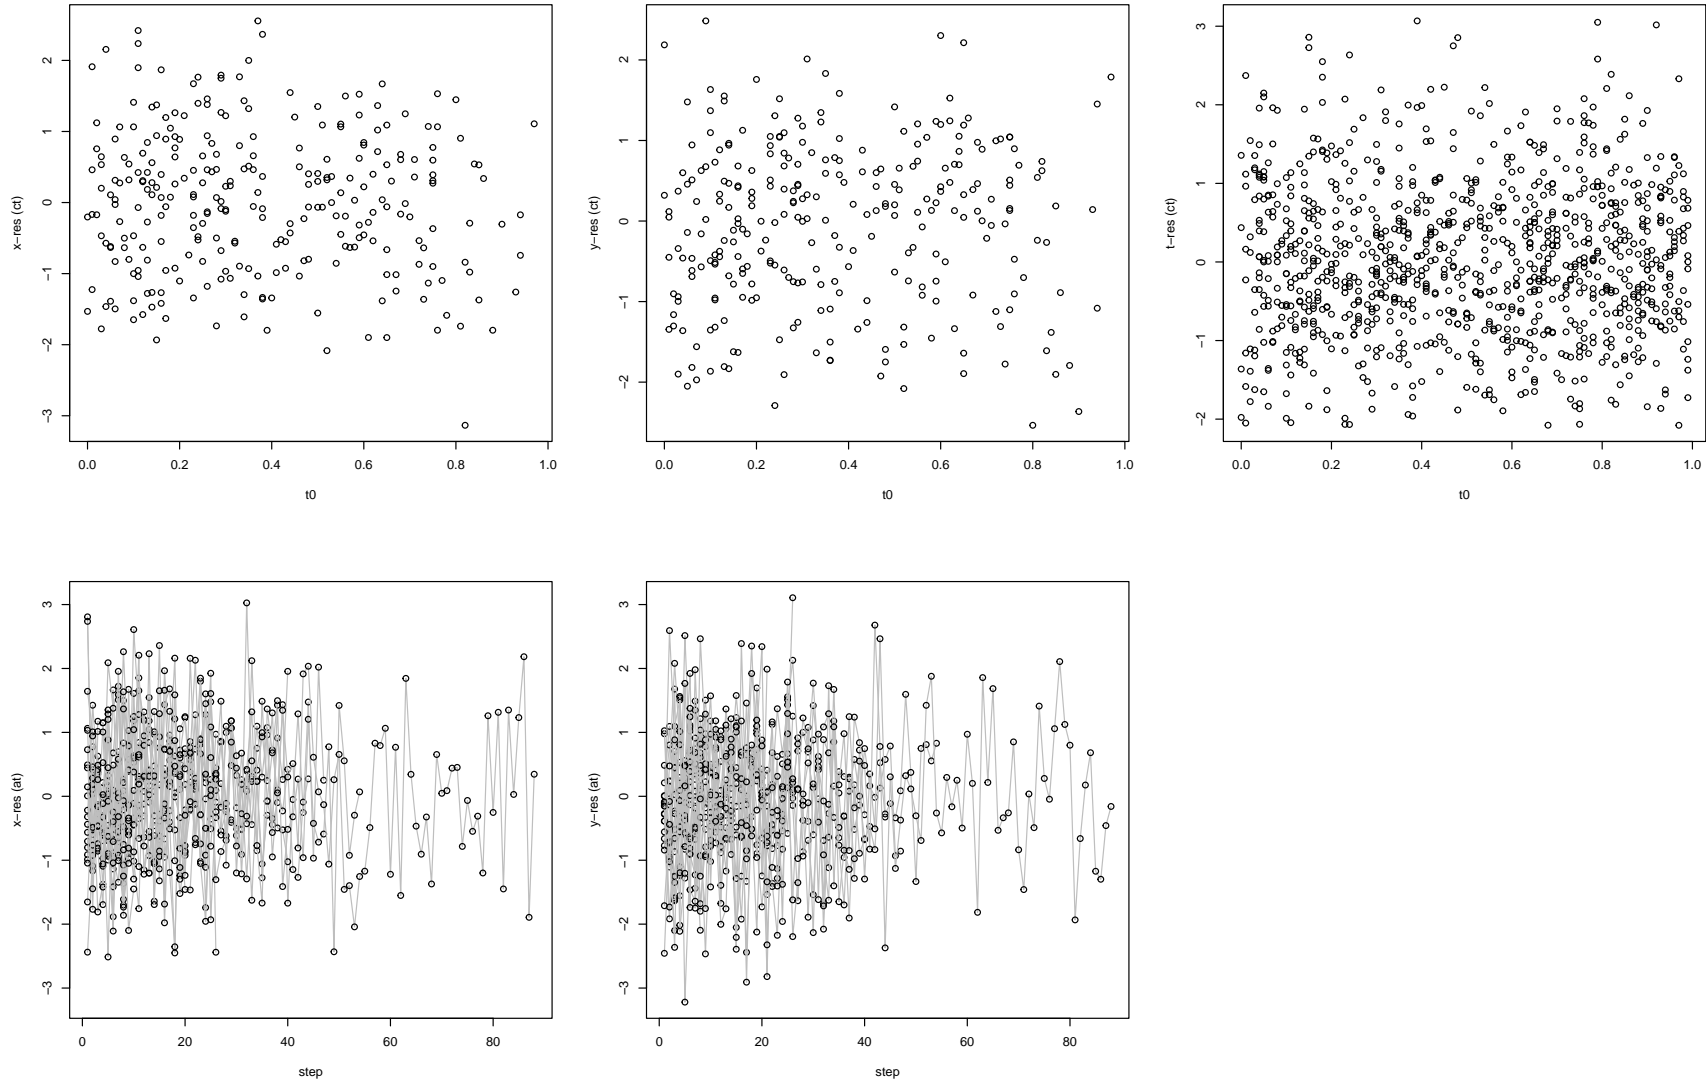 x−res (ct)
−3 −2 −1 0 1 2
0.0 0.2 0.4 0.6 0.8 1.0
t0
y−res (ct)
−2 −1 0 1 2
0.0 0.2 0.4 0.6 0.8 1.0
t0
t−res (ct)
−2 −1 0 1 2 3
0.0 0.2 0.4 0.6 0.8 1.0
t0
x−res (at)
−3 −2 −1 0 1 2 3
0 20 40 60 80
step
y−res (at)
−3 −2 −1 0 1 2 3
0 20 40 60 80
step